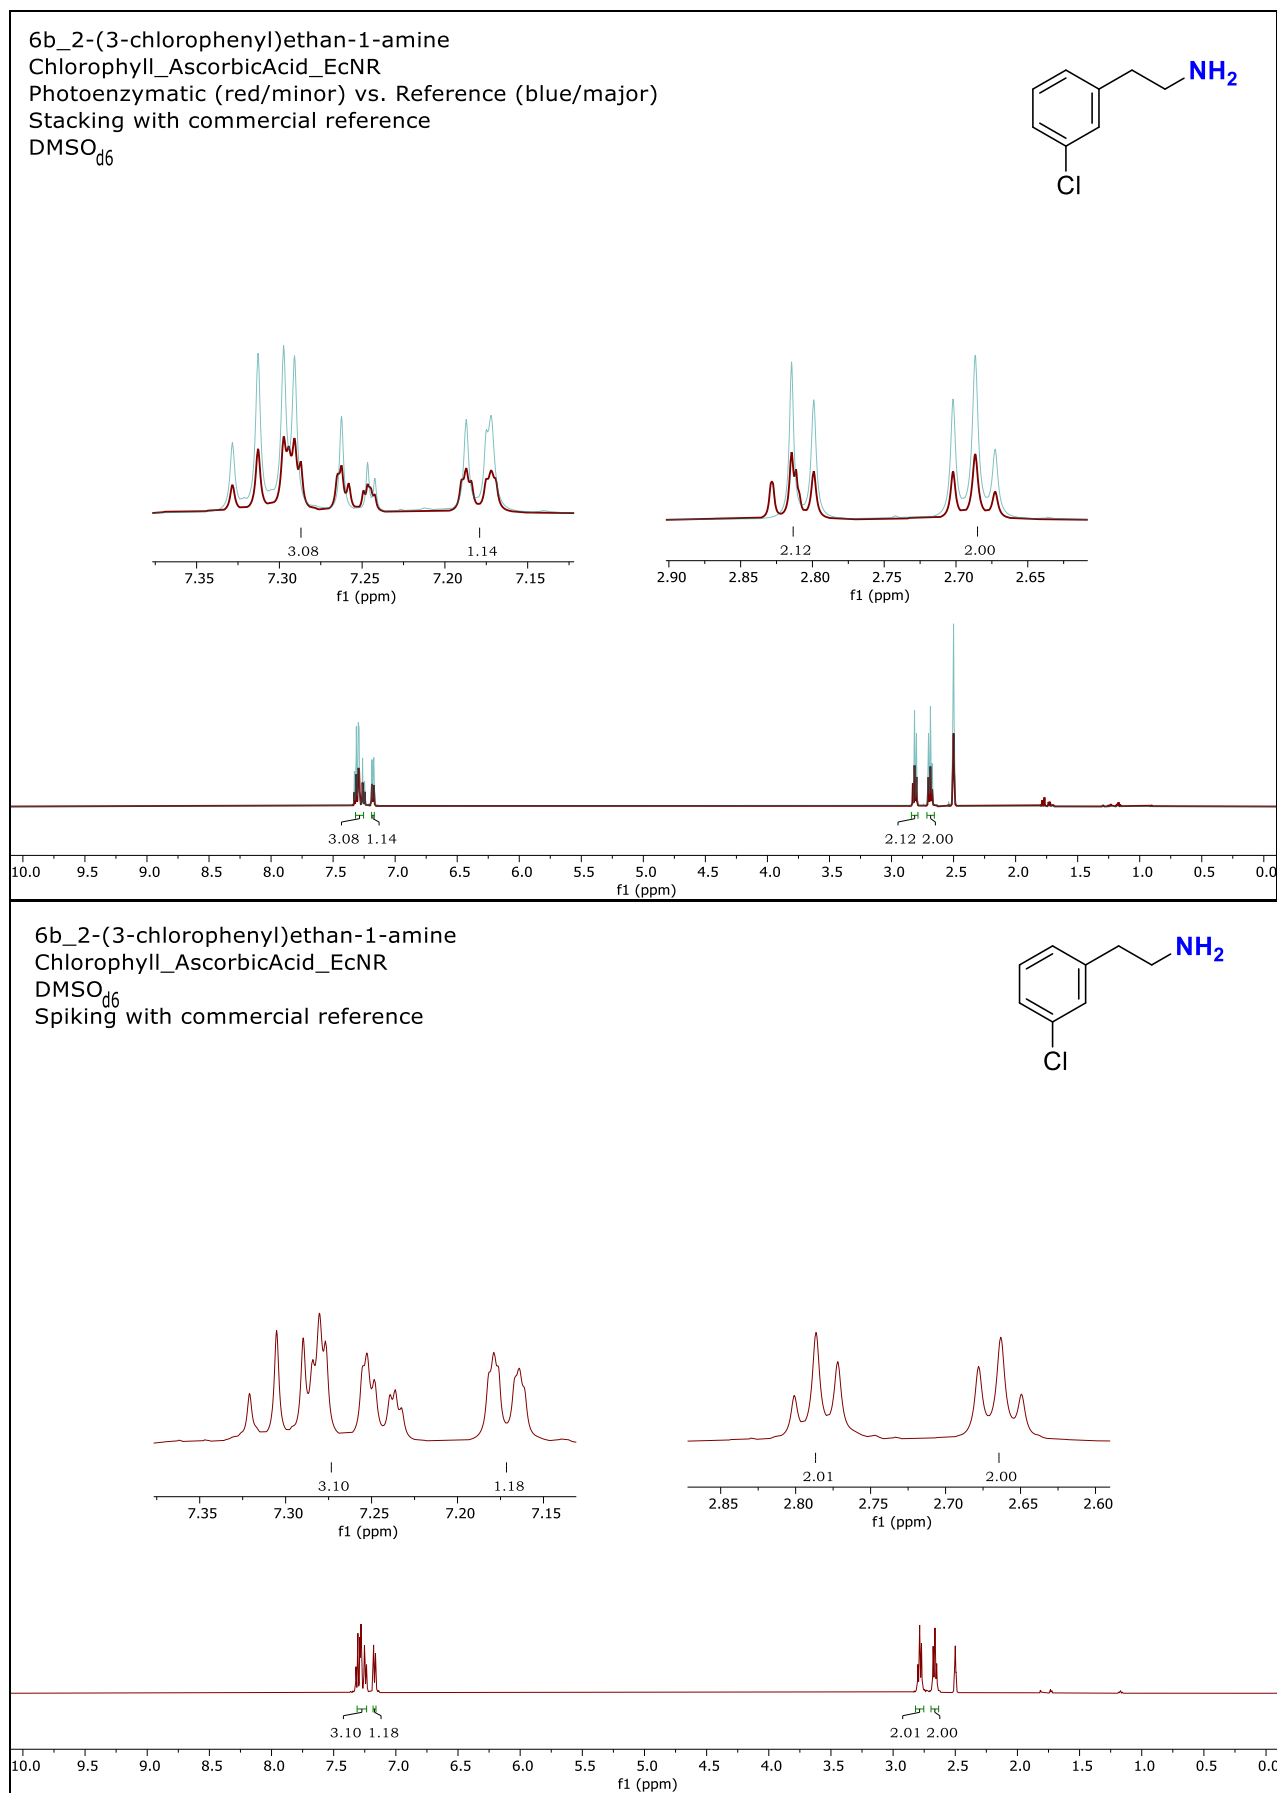 6b_2-(3-chlorophenyl)ethan-1-amine
Chlorophyll_AscorbicAcid_EcNR
Photoenzymatic (red/minor) vs. Reference (blue/major)
Stacking with commercial reference
DMSOd6
NH2
Cl
3.08 1.14
7.35 7.30 7.25 7.20 7.15
f1 (ppm)
2.12 2.00
2.90 2.85 2.80 2.75 2.70 2.65
f1 (ppm)
3.08 1.14 2.12 2.00
10.0 9.5 9.0 8.5 8.0 7.5 7.0 6.5 6.0 5.5 5.0 4.5 4.0 3.5 3.0 2.5 2.0 1.5 1.0 0.5 0.0
f1 (ppm)
6b_2-(3-chlorophenyl)ethan-1-amine
Chlorophyll_AscorbicAcid_EcNR
DMSOd6
Spiking with commercial reference
NH2
Cl
3.10 1.18
7.35 7.30 7.25 7.20 7.15
f1 (ppm)
2.01 2.00
2.85 2.80 2.75 2.70 2.65 2.60
f1 (ppm)
3.10 1.18 2.01 2.00
10.0 9.5 9.0 8.5 8.0 7.5 7.0 6.5 6.0 5.5 5.0 4.5 4.0 3.5 3.0 2.5 2.0 1.5 1.0 0.5 0.0
f1 (ppm)